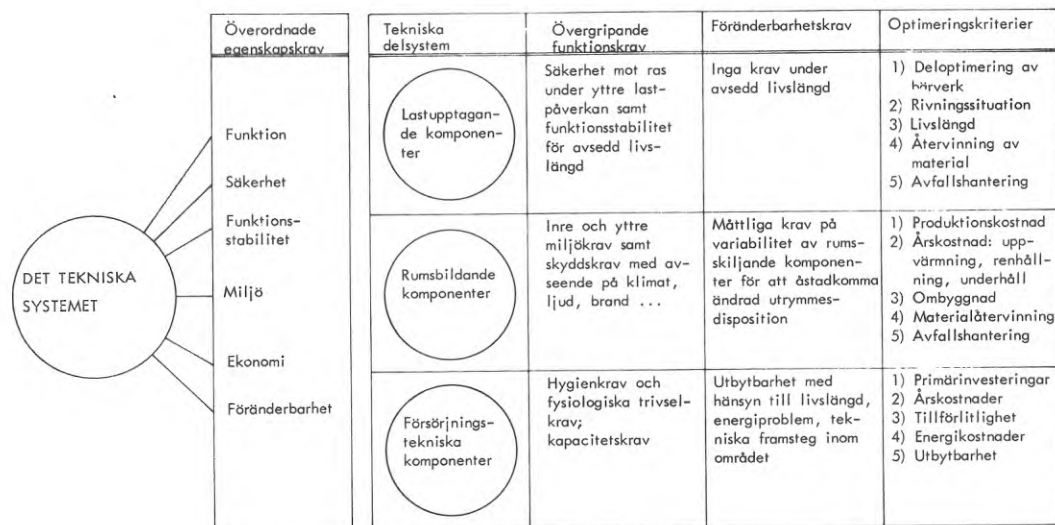 Överordnade
egenskapskrav
DET TEKNISKA
SYSTEMET
Funktion
Säkerhet
Funktions-
stabilitet
Miljö
Ekonomi
Föränderbarhet
Tekniska
delsystem
Övergripande
funktionskrav
Föränderbarhetskrav
Optimeringskriterier
Lastupptagan-
de komponen-
ter
Säkerhet mot ras
under yttre last-
påverkan samt
funktionsstabilitet
för avsedd livs-
längd
Inga krav under
avsedd livslängd
1) Deloptimering av
bärverk
2) Rivningssituation
3) Livslängd
4) Återvinning av
material
5) Avfallshantering
Rumsbildande
komponenter
Inre och yttre
miljökrav samt
skyddskrav med av-
seende på klimat,
ljud, brand ...
Måttliga krav på
variabilitet av rums-
skiljande komponen-
ter för att åstadkomma
ändrad utrymmes-
disposition
1) Produktionskostnad
2) Årskostnad: upp-
värmning, renhåll-
ning, underhåll
3) Ombyggnad
4) Materialåtervinning
5) Avfallshantering
Försörjnings-
tekniska
komponenter
Hygienkrav och
fysiologiska trivsel-
krav;
kapacitetskrav
Utbytbarhet med
hänsyn till livslängd,
energiproblem, tek-
niska framsteg inom
området
1) Primärinvesteringar
2) Årskostnader
3) Tillförlitlighet
4) Energikostnader
5) Utbytbarhet